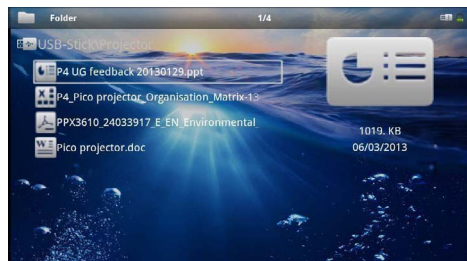 Folder 1/4
USB-Stick\Projector
P4 UG feedback 20130129.ppt
P4_Pico projector_Organisation_Matrix-13
PPX3610_24033917_E_EN_Environmental_
Pico projector.doc
1019. KB
06/03/2013